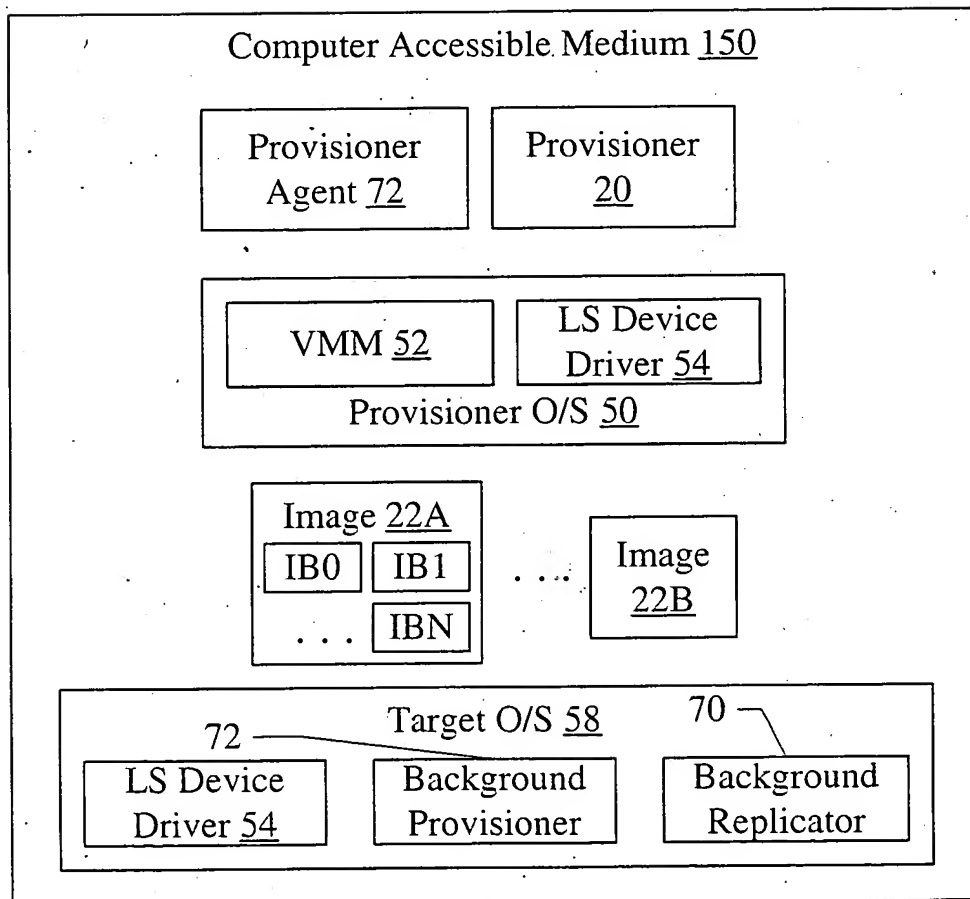 Computer Accessible Medium 150
Provisioner
Agent 72
Provisioner
20
VMM 52
LS Device
Driver 54
Provisioner O/S 50
Image 22A
IB0
IB1
. . .
IBN
. . .
Image
22B
Target O/S 58
72
70
LS Device
Driver 54
Background
Provisioner
Background
Replicator